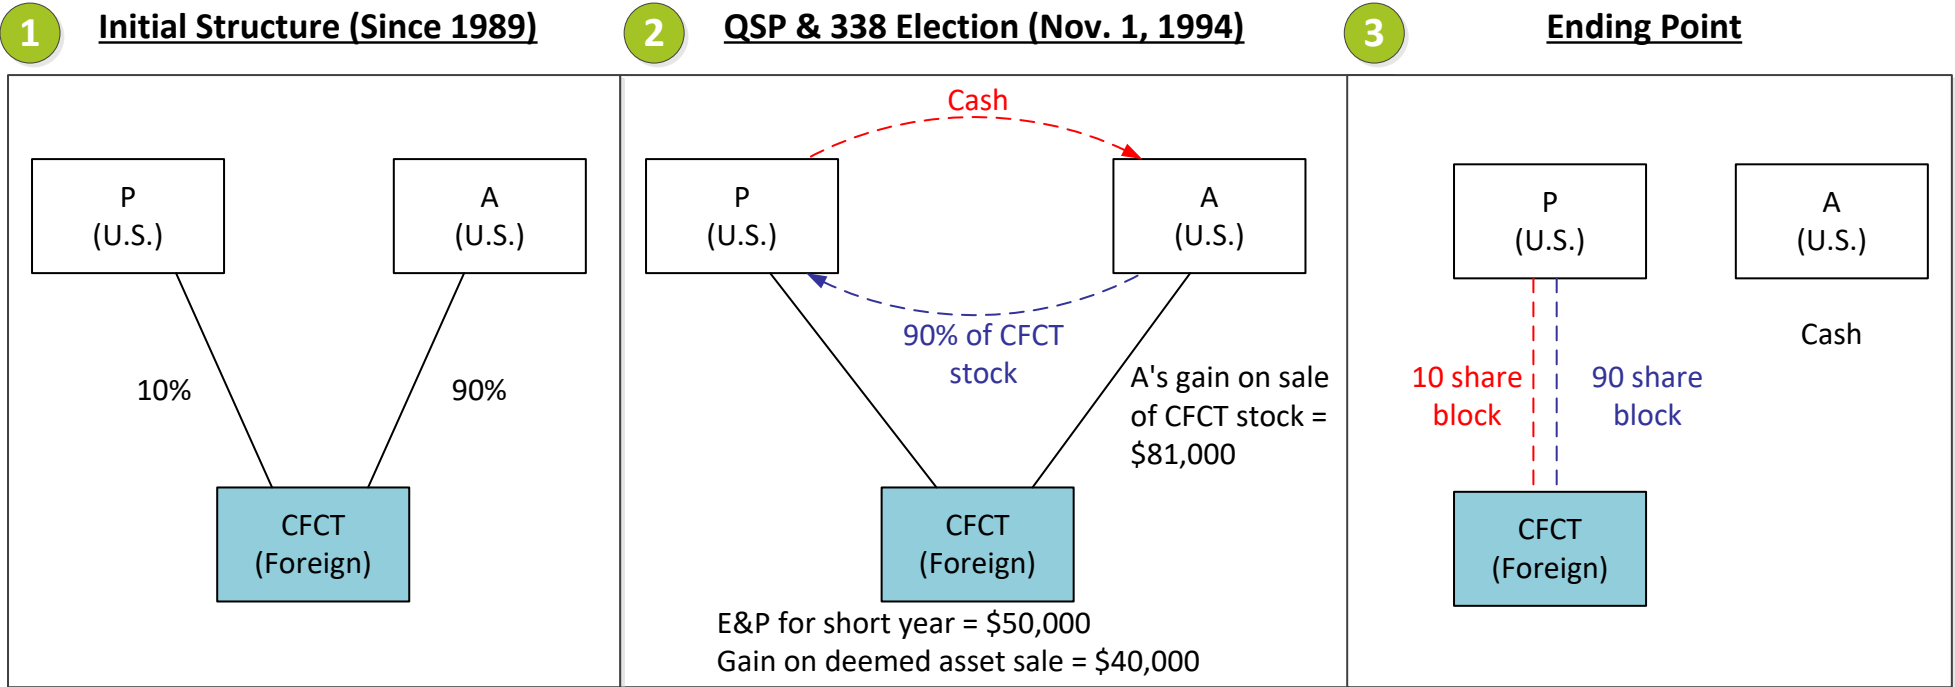 1
Initial Structure (Since 1989)
2
QSP & 338 Election (Nov. 1, 1994)
3
Ending Point
P
(U.S.)
A
(U.S.)
10%
90%
CFCT
(Foreign)
Cash
P
(U.S.)
A
(U.S.)
90% of CFCT
stock
A's gain on sale
of CFCT stock =
$81,000
CFCT
(Foreign)
E&P for short year = $50,000
Gain on deemed asset sale = $40,000
P
(U.S.)
A
(U.S.)
Cash
10 share
block
90 share
block
CFCT
(Foreign)